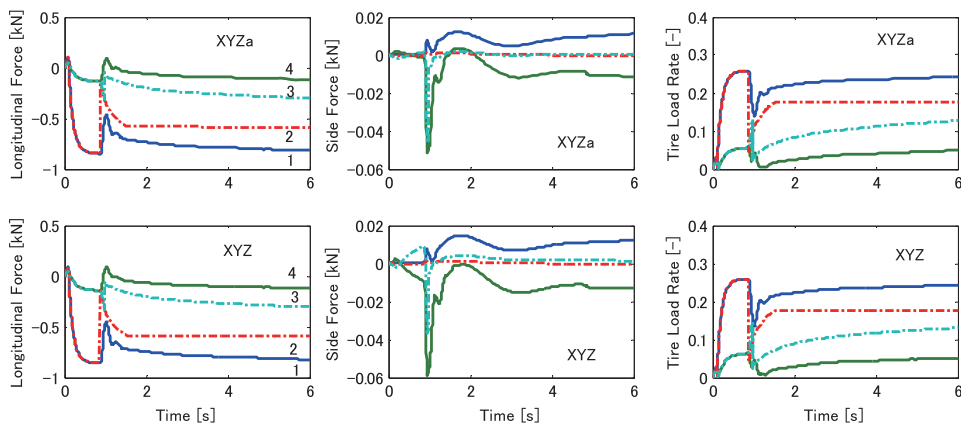 Longitudinal Force [kN]
0.5
0
−0.5
−1
XYZa
4
3
2
1
0 2 4 6
Side Force [kN]
0.02
0
−0.02
−0.04
−0.06
XYZa
0 2 4 6
Tire Load Rate [-]
0.4
0.3
0.2
0.1
0
XYZa
0 2 4 6
Longitudinal Force [kN]
0.5
0
−0.5
−1
XYZ
4
3
2
1
0 2 4 6
Time [s]
Side Force [kN]
0.02
0
−0.02
−0.04
−0.06
XYZ
0 2 4 6
Time [s]
Tire Load Rate [-]
0.4
0.3
0.2
0.1
0
XYZ
0 2 4 6
Time [s]